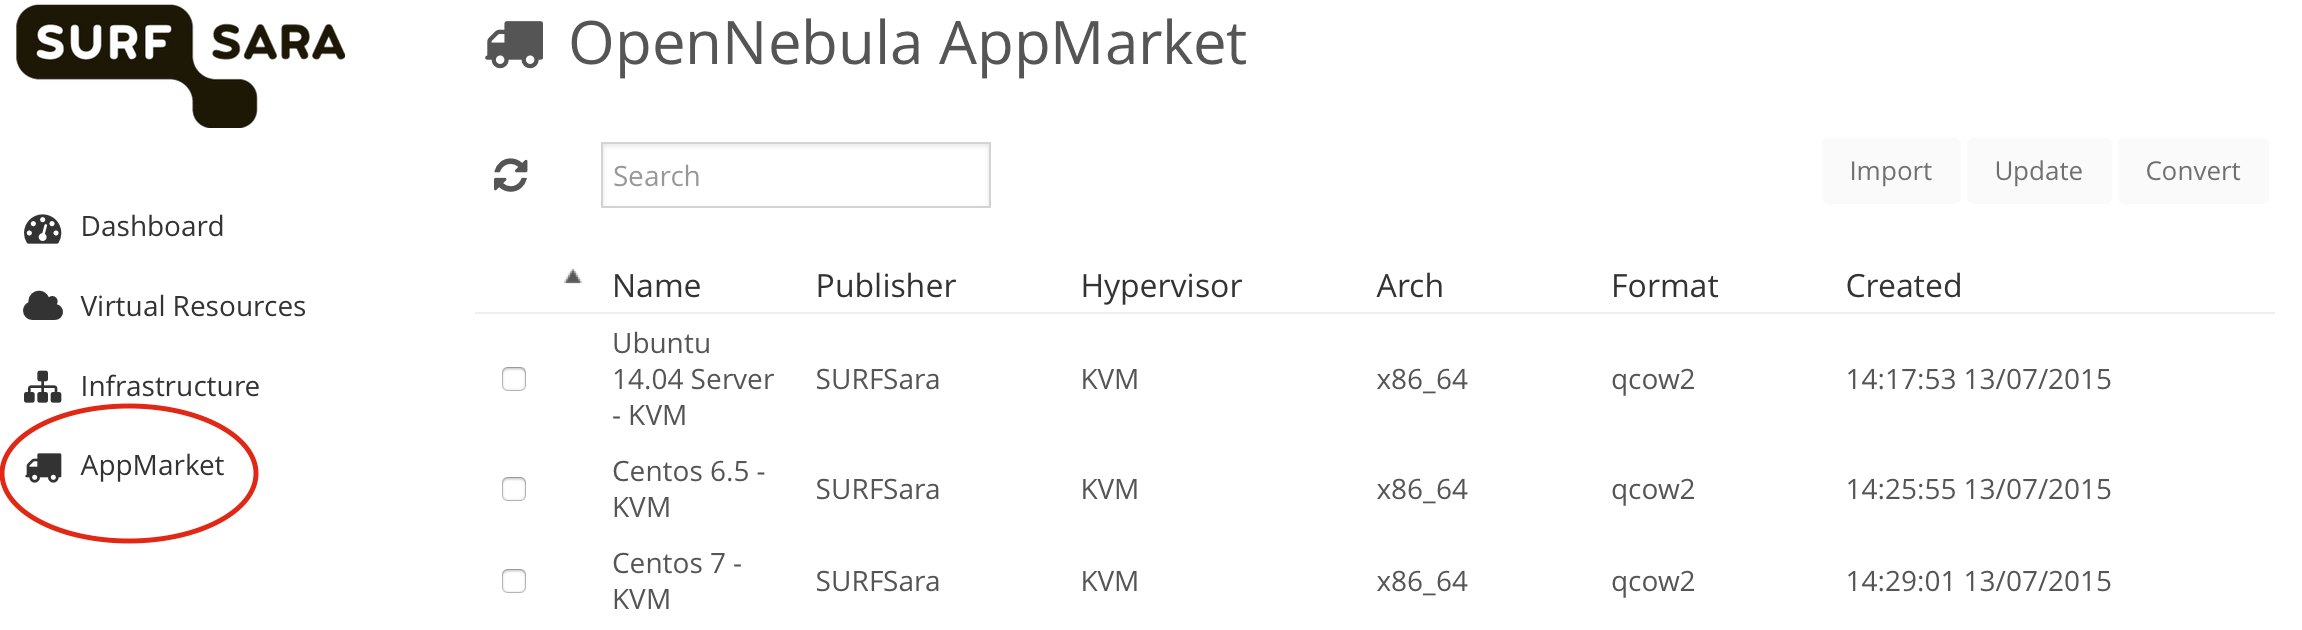 SURF SARA
OpenNebula AppMarket
Search
Import Update Convert
Dashboard
Virtual Resources
Infrastructure
AppMarket
Name Publisher Hypervisor Arch Format Created
Ubuntu
14.04 Server SURFSara KVM x86_64 qcow2 14:17:53 13/07/2015
- KVM
Centos 6.5 -
KVM
SURFSara KVM x86_64 qcow2 14:25:55 13/07/2015
Centos 7 -
KVM
SURFSara KVM x86_64 qcow2 14:29:01 13/07/2015